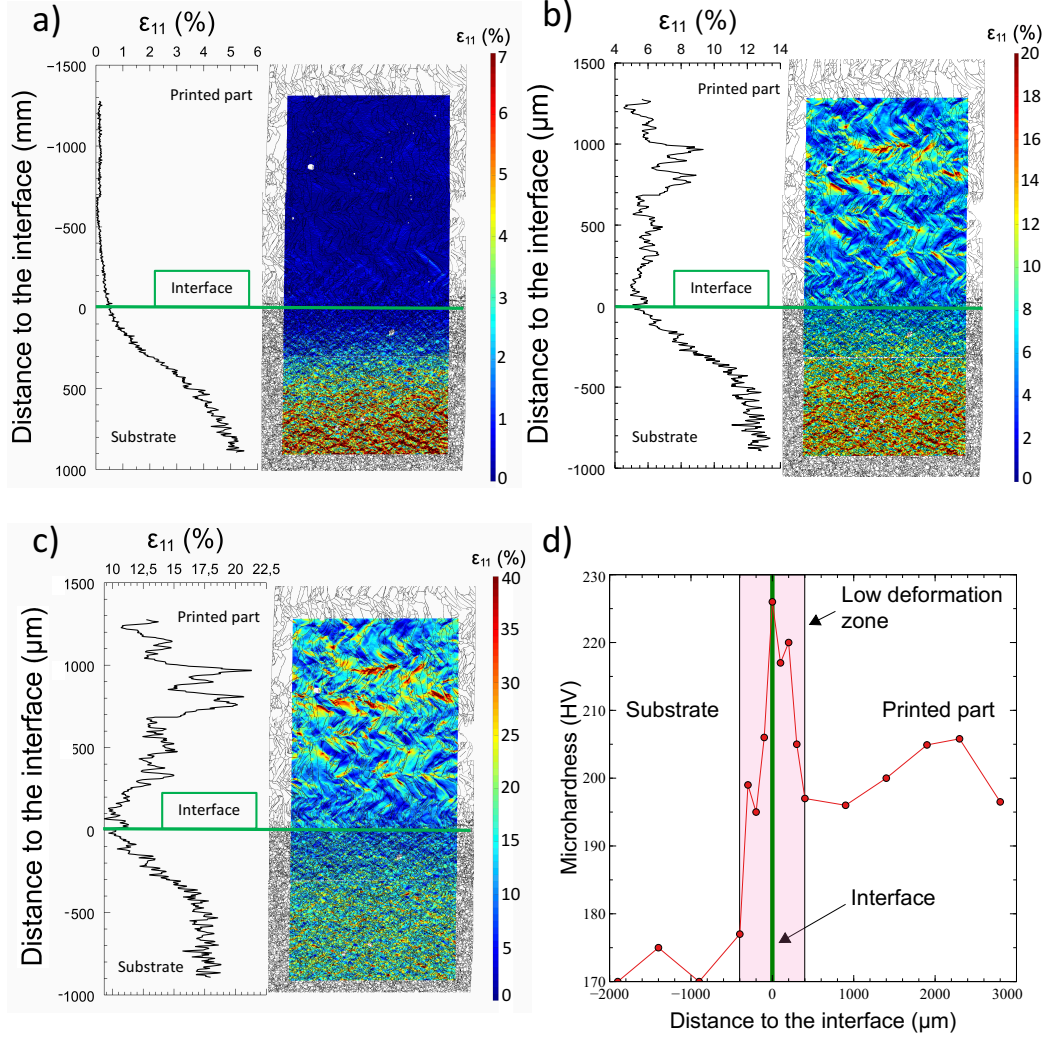 a)
ε11 (%)
0 1 2 3 4 5 6
ε11 (%)
-1500
-1000
-500
0
500
1000
Distance to the interface (mm)
Printed part
Interface
Substrate
7
6
5
4
3
2
1
0
b)
ε11 (%)
4 6 8 10 12 14
ε11 (%)
1500
1000
500
0
-500
-1000
Distance to the interface (μm)
Printed part
Interface
Substrate
20
18
16
14
12
10
8
6
4
2
0
c)
ε11 (%)
10 12,5 15 17,5 20 22,5
ε11 (%)
1500
1000
500
0
-500
-1000
Distance to the interface (μm)
Printed part
Interface
Substrate
40
35
30
25
20
15
10
5
0
d)
230
220
210
200
190
180
170
Microhardness (HV)
Low deformation
zone
Substrate
Printed part
Interface
−2000 −1000 0 1000 2000 3000
Distance to the interface (μm)